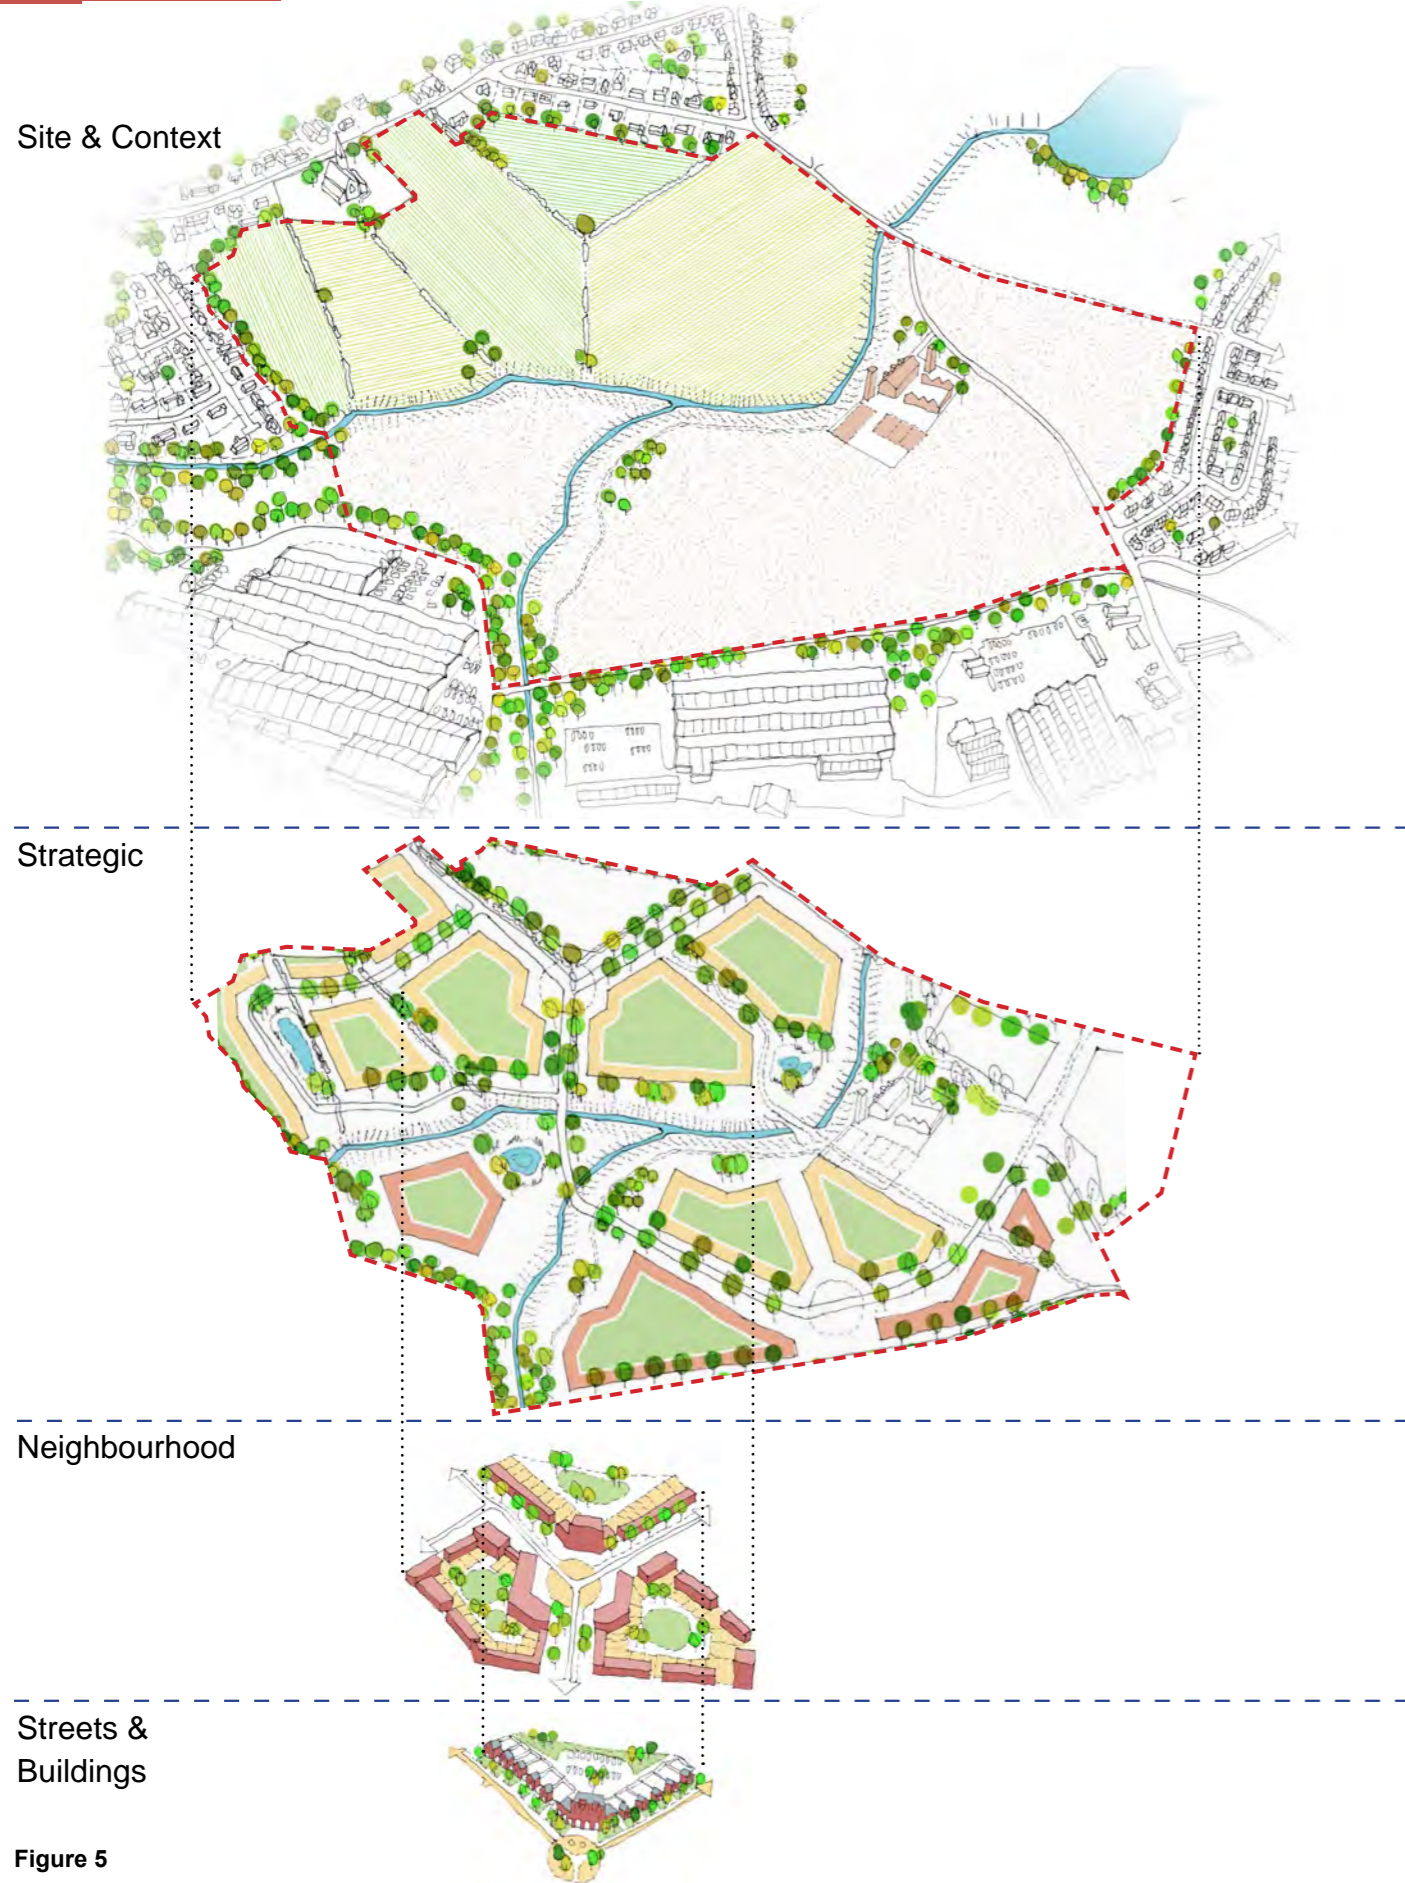 Site & Context
Strategic
Neighbourhood
Streets &
Buildings
Figure 5